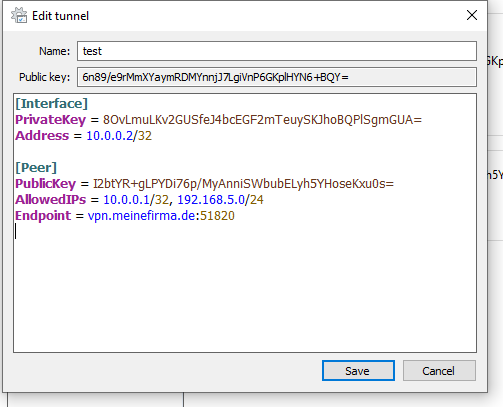 Edit tunnel
Name: test
Public key: 6n89/e9rMmXYaymRDMYnnjJ7LgiVnP6GKplHYN6+BQY=
[Interface]
PrivateKey = 8OvLmuLKv2GUSfeJ4bcEGF2mTeuySKJhoBQPlSgmGUA=
Address = 10.0.0.2/32
[Peer]
PublicKey = I2btYR+gLPYDi76p/MyAnniSWbubELyh5YHoseKxu0s=
AllowedIPs = 10.0.0.1/32, 192.168.5.0/24
Endpoint = vpn.meinefirma.de:51820
Save Cancel